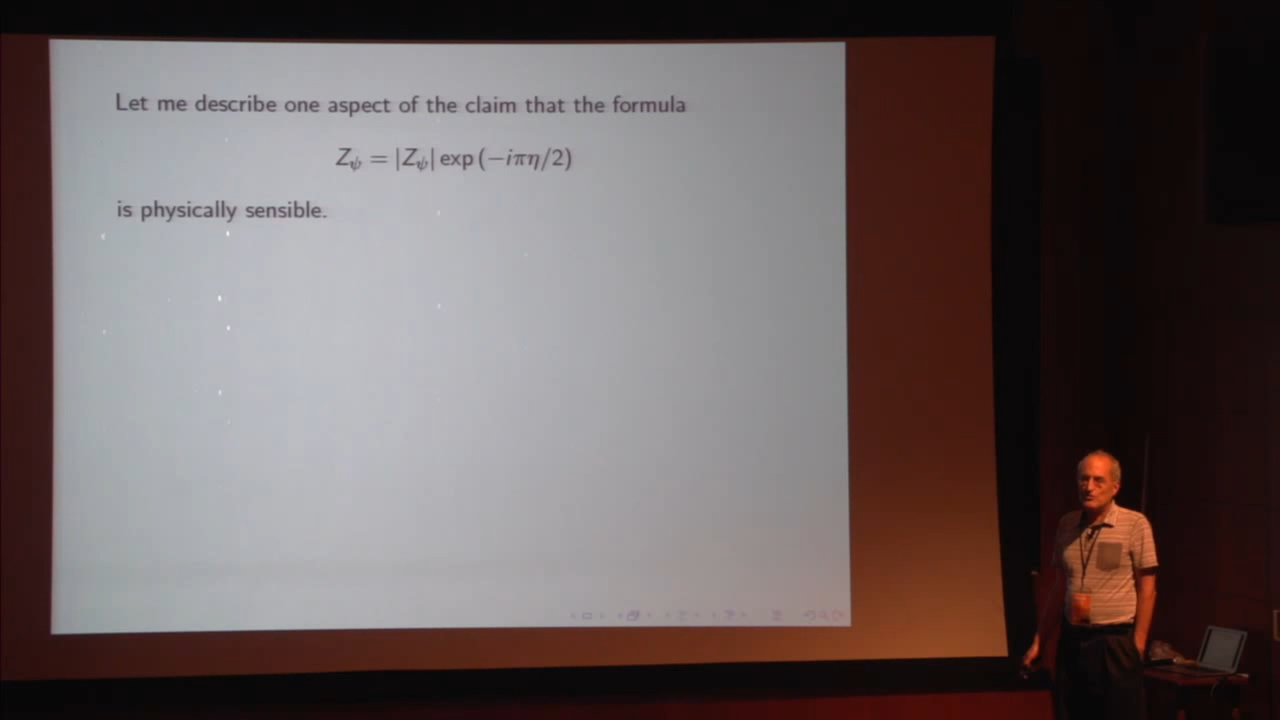 Let me describe one aspect of the claim that the formula
Z_ψ = |Z_ψ| exp (−iπη/2)
is physically sensible.